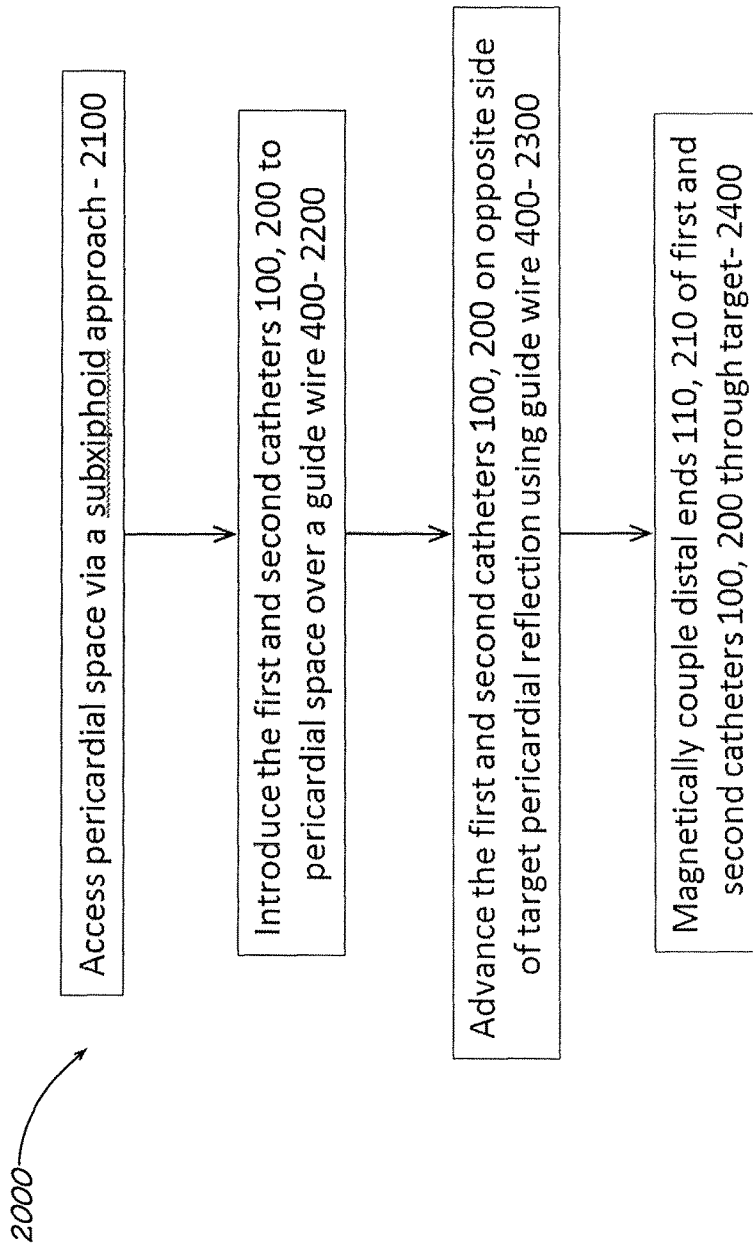 2000
Access pericardial space via a subxiphoid approach - 2100
Introduce the first and second catheters 100, 200 to
pericardial space over a guide wire 400- 2200
Advance the first and second catheters 100, 200 on opposite side
of target pericardial reflection using guide wire 400- 2300
Magnetically couple distal ends 110, 210 of first and
second catheters 100, 200 through target- 2400